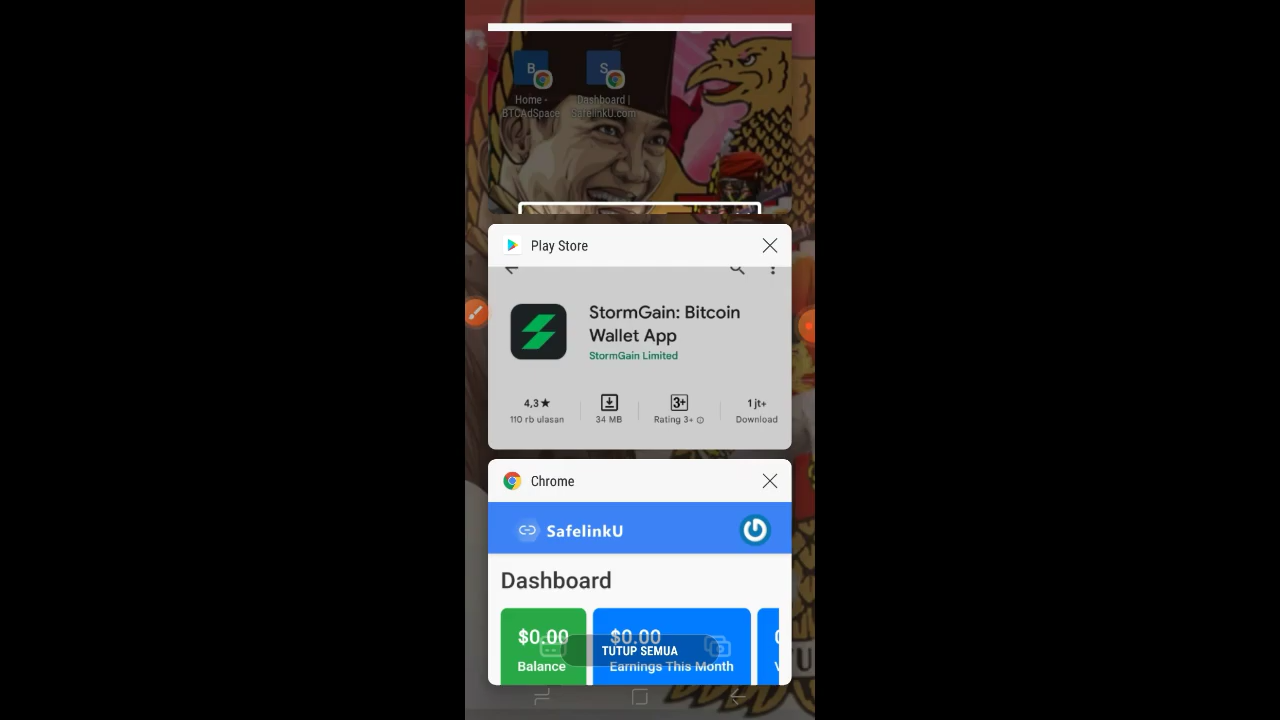 B
S
Home -
BTCAdSpace
Dashboard |
SafelinkU.com
Play Store
StormGain: Bitcoin
Wallet App
StormGain Limited
4,3★
110 rb ulasan
34 MB
3+
Rating 3+
1 jt+
Download
Chrome
SafelinkU
Dashboard
$0.00
Balance
$0.00
Earnings This Month
TUTUP SEMUA